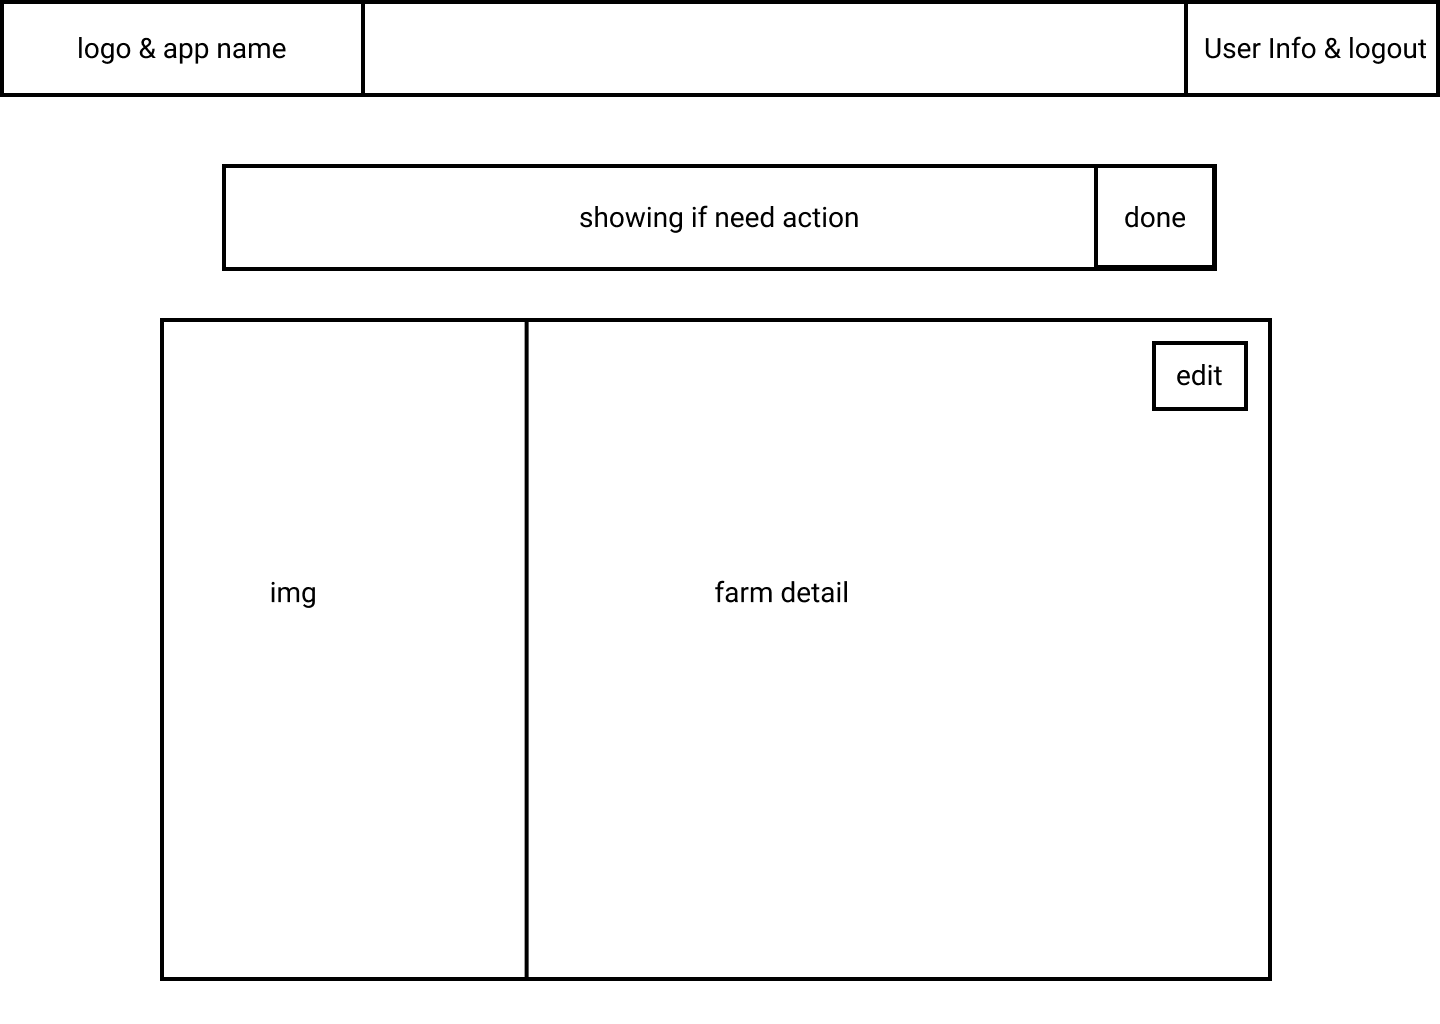 logo & app name
User Info & logout
showing if need action
done
edit
img
farm detail